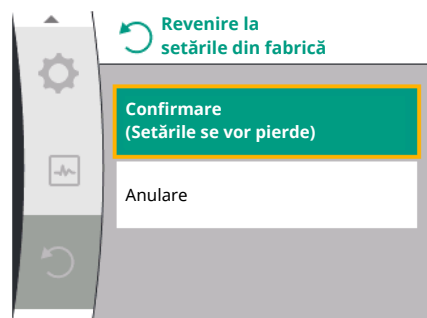 Revenire la
setările din fabrică
Confirmare
(Setările se vor pierde)
Anulare